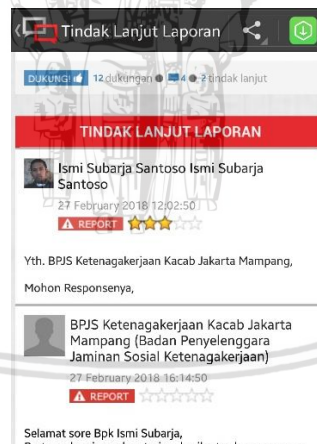 Tindak Lanjut Laporan
DUKUNG! 12 dukungan 4 2 tindak lanjut
TINDAK LANJUT LAPORAN
Ismi Subarja Santoso Ismi Subarja
Santoso
27 February 2018 12:02:50
REPORT
Yth. BPJS Ketenagakerjaan Kacab Jakarta Mampang,
Mohon Responsenya,
BPJS Ketenagakerjaan Kacab Jakarta
Mampang (Badan Penyelenggara
Jaminan Sosial Ketenagakerjaan)
27 February 2018 16:14:50
REPORT
Selamat sore Bpk Ismi Subarja,